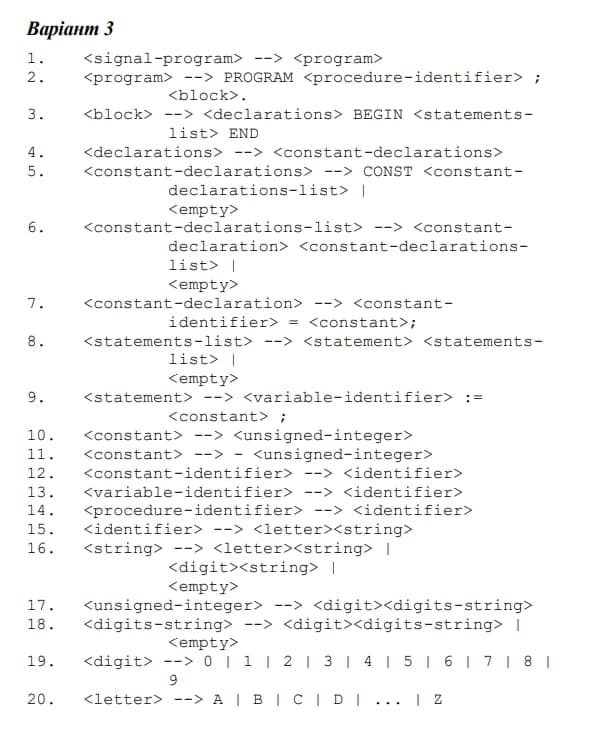 Варіант 3
1. <signal-program> --> <program>
2. <program> --> PROGRAM <procedure-identifier> ;
<block>.
3. <block> --> <declarations> BEGIN <statements-
list> END
4. <declarations> --> <constant-declarations>
5. <constant-declarations> --> CONST <constant-
declarations-list> |
<empty>
6. <constant-declarations-list> --> <constant-
declaration> <constant-declarations-
list> |
<empty>
7. <constant-declaration> --> <constant-
identifier> = <constant>;
8. <statements-list> --> <statement> <statements-
list> |
<empty>
9. <statement> --> <variable-identifier> :=
<constant> ;
10. <constant> --> <unsigned-integer>
11. <constant> --> - <unsigned-integer>
12. <constant-identifier> --> <identifier>
13. <variable-identifier> --> <identifier>
14. <procedure-identifier> --> <identifier>
15. <identifier> --> <letter><string>
16. <string> --> <letter><string> |
<digit><string> |
<empty>
17. <unsigned-integer> --> <digit><digits-string>
18. <digits-string> --> <digit><digits-string> |
<empty>
19. <digit> --> 0 | 1 | 2 | 3 | 4 | 5 | 6 | 7 | 8 |
9
20. <letter> --> A | B | C | D | ... | Z